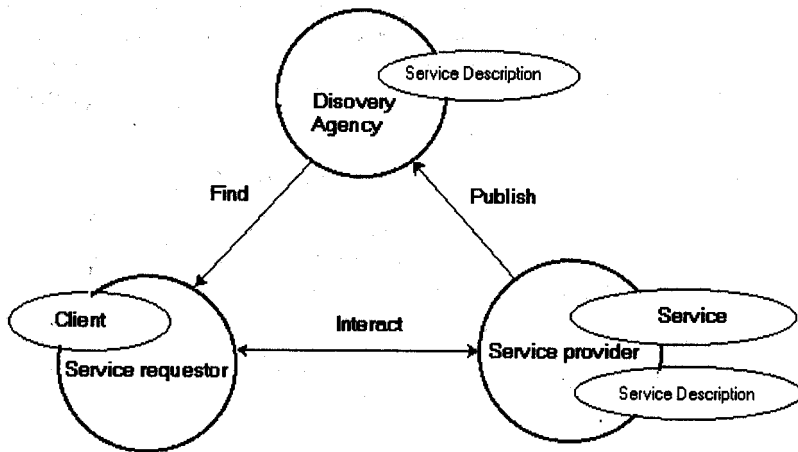 Service Description
Disovery
Agency
Find
Publish
Client
Service requestor
Interact
Service
Service provider
Service Description